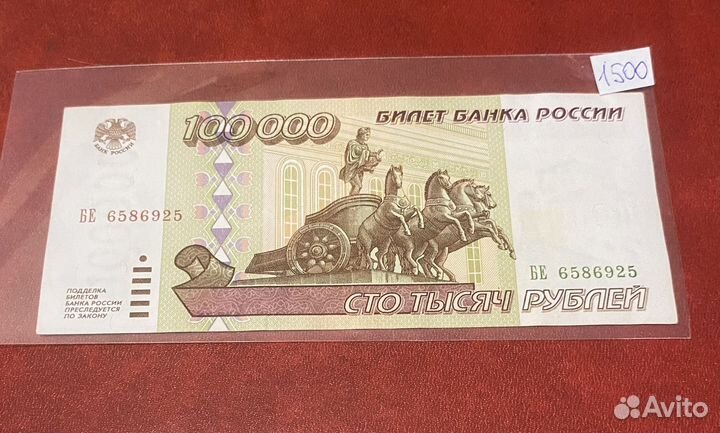 1500
100 000
БИЛЕТ БАНКА РОССИИ
БАНК РОССИИ
БЕ 6586925
БЕ 6586925
ПОДДЕЛКА
БИЛЕТОВ
БАНКА РОССИИ
ПРЕСЛЕДУЕТСЯ
ПО ЗАКОНУ
СТО ТЫСЯЧ РУБЛЕЙ
Avito